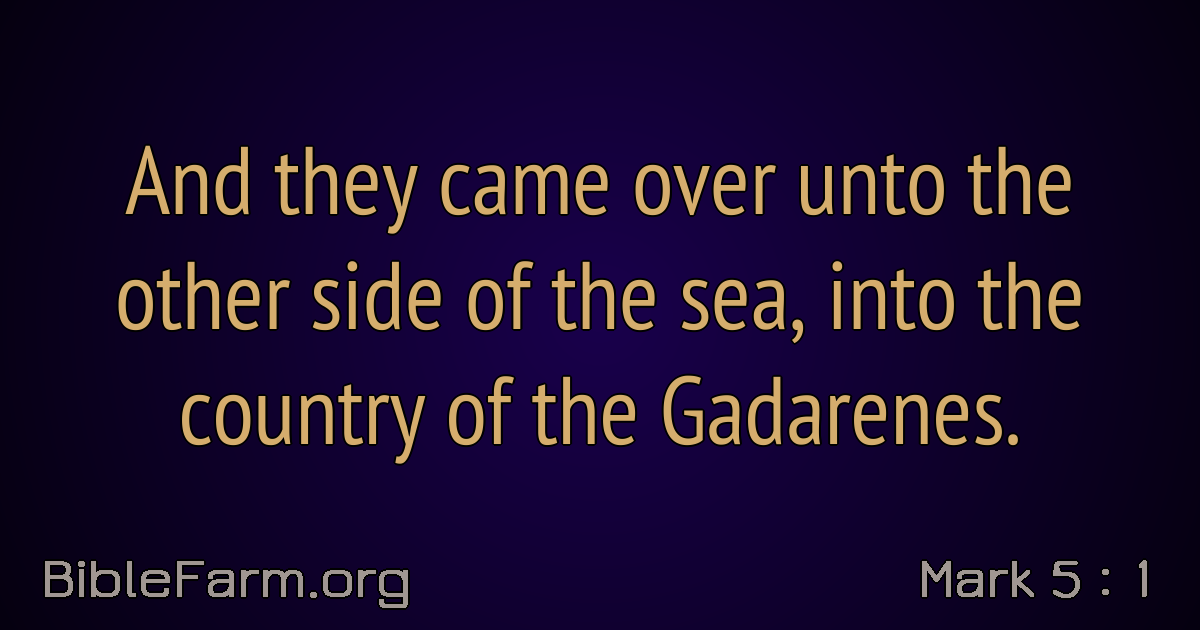 And they came over unto the
other side of the sea, into the
country of the Gadarenes.
BibleFarm.org
Mark 5 : 1